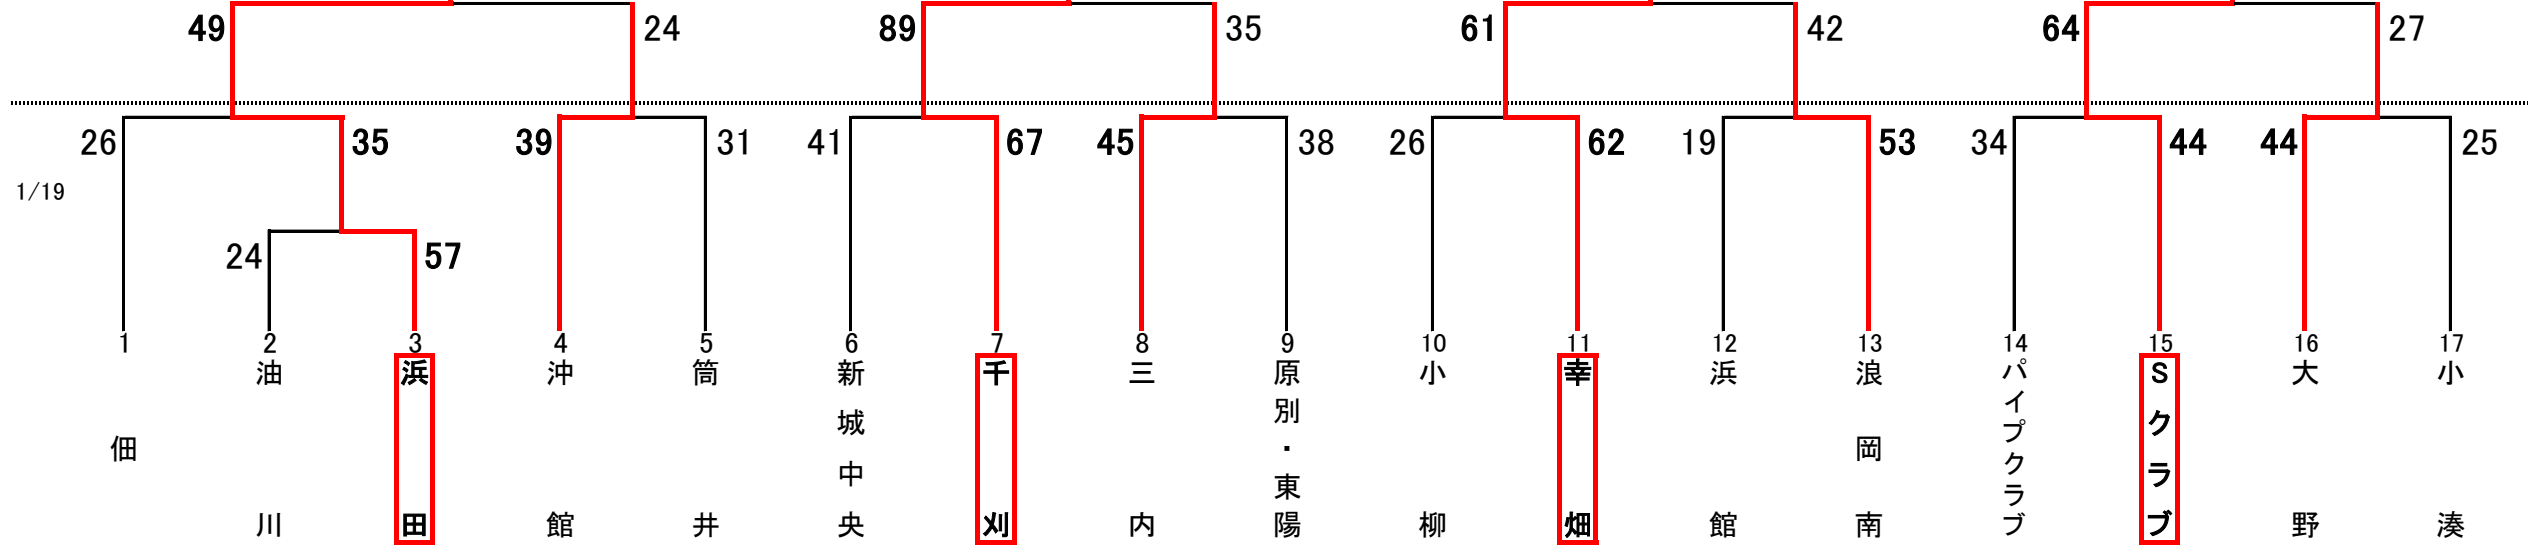 49 24 89 35 61 42 64 27
26 35 39 31 41 67 45 38 26 62 19 53 34 44 44 25
1/19
24 57
1 2 3 4 5 6 7 8 9 10 11 12 13 14 15 16 17
佃
油川
浜田
沖館
筒井
新城中央
千刈
三内
原別・東陽
小柳
幸畑
浜館
浪岡南
パイプクラブ
Sクラブ
大野
小湊